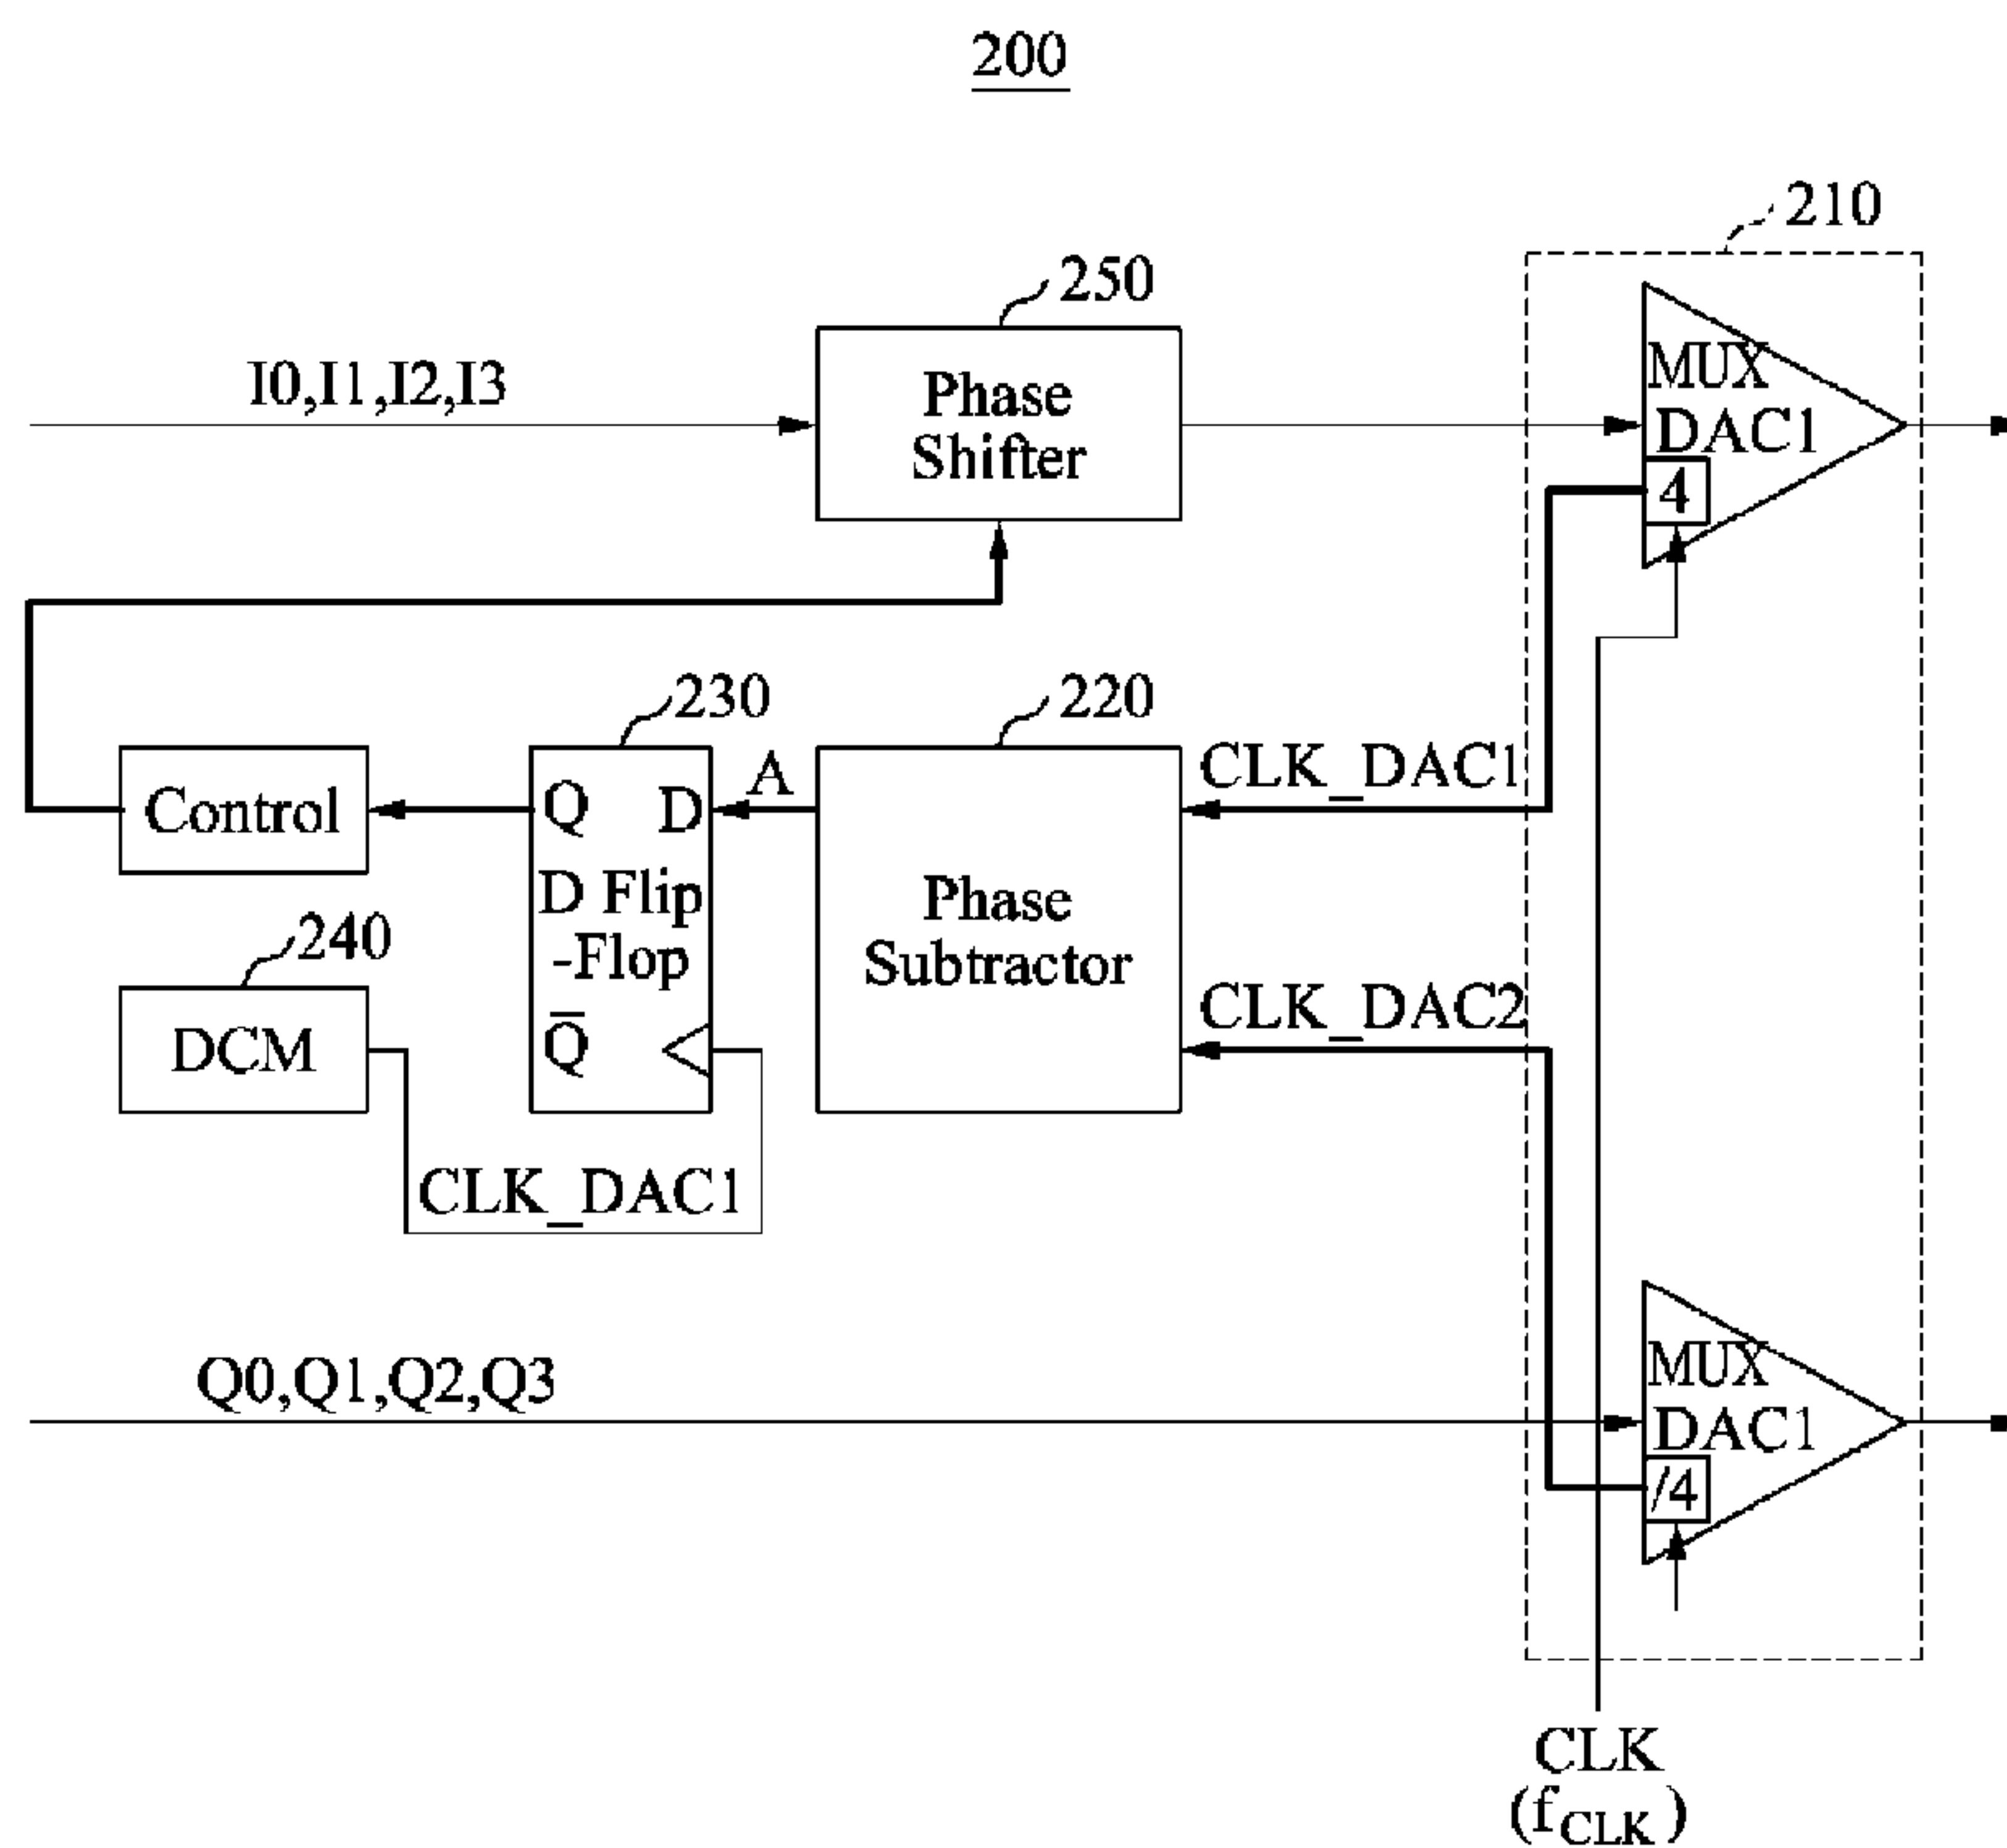 200
210
250
I0,I1,I2,I3
Phase
Shifter
MUX
DAC1
4
230
220
A
CLK_DAC1
Control
Q D
D Flip
-Flop
Q̅
Phase
Subtractor
240
DCM
CLK_DAC2
CLK_DAC1
Q0,Q1,Q2,Q3
MUX
DAC1
/4
CLK
(fCLK)